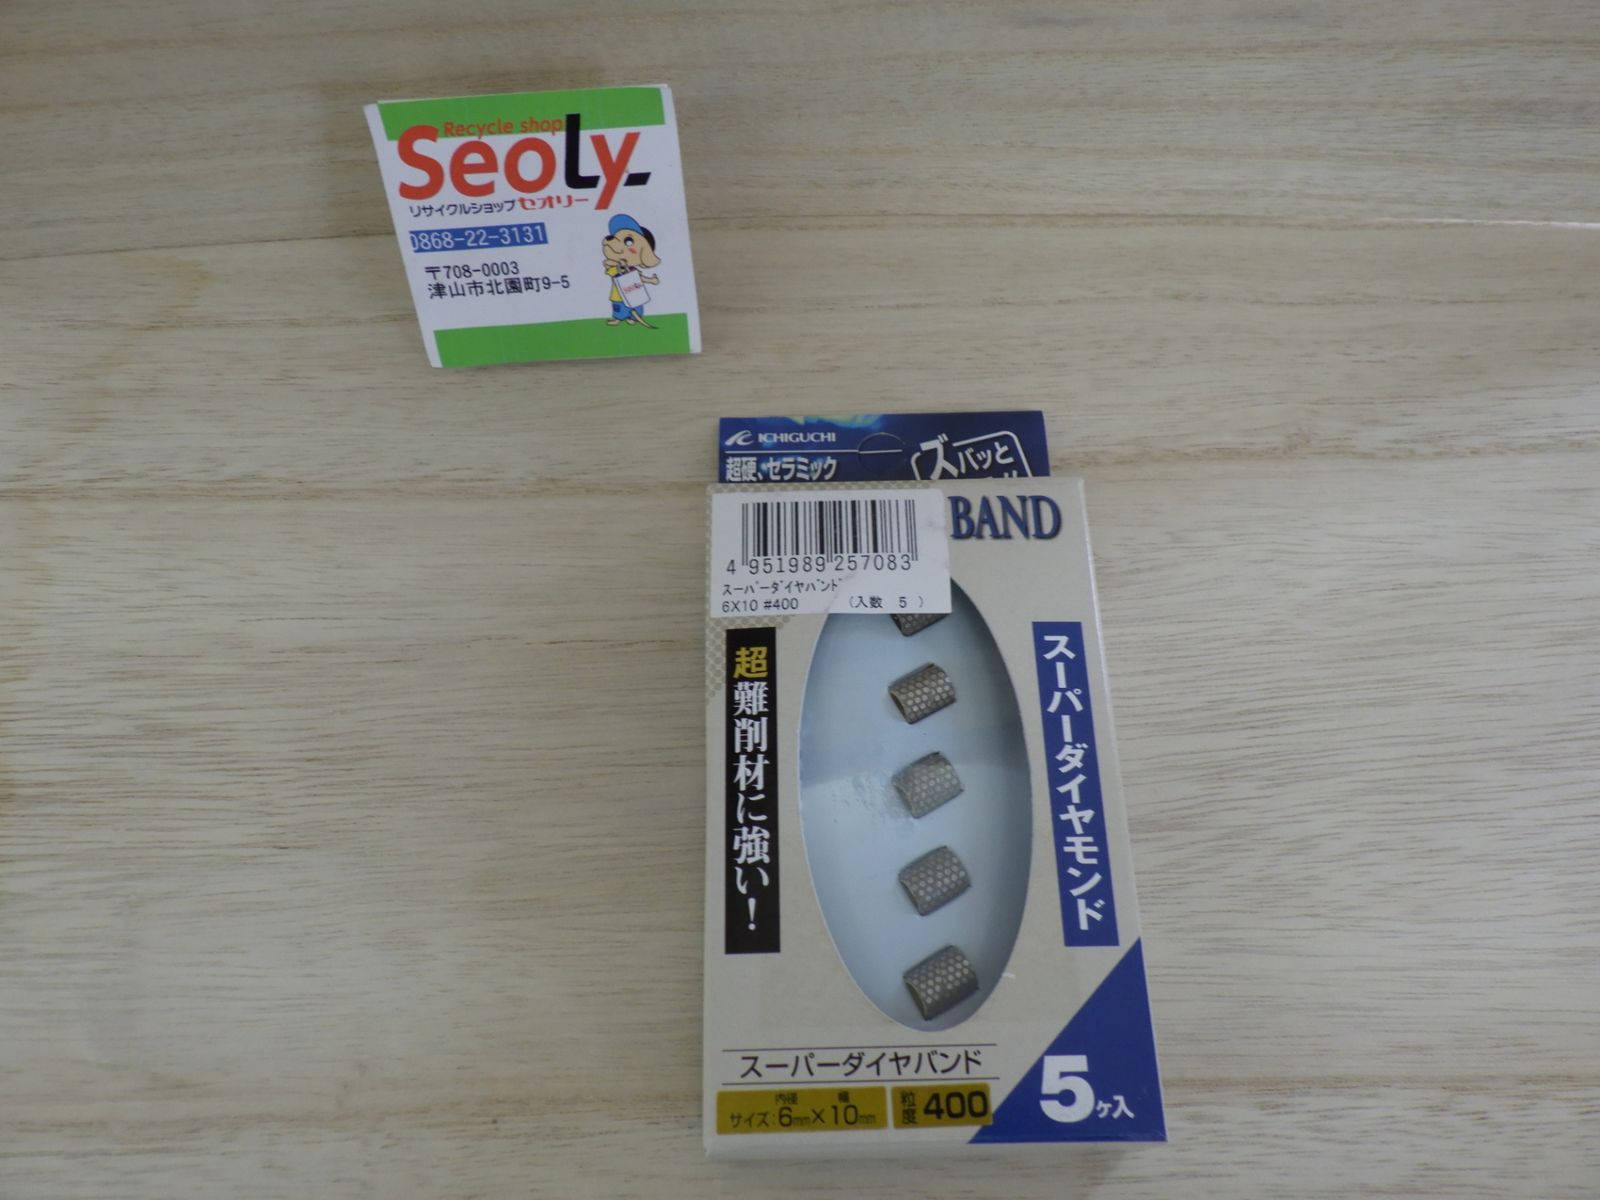 Recycle shop
Seoly
リサイクルショップ セオリー
0868-22-3131
〒708-0003
津山市北園町9-5
ICHIGUCHI
超硬、セラミック
ズバッと
BAND
4 951989 257083
スーパーダイヤバンド
6X10 #400 (入数 5 )
超難削材に強い!
スーパーダイヤモンド
スーパーダイヤバンド
内径 幅
サイズ:6mm×10mm
粒度 400
5ヶ入